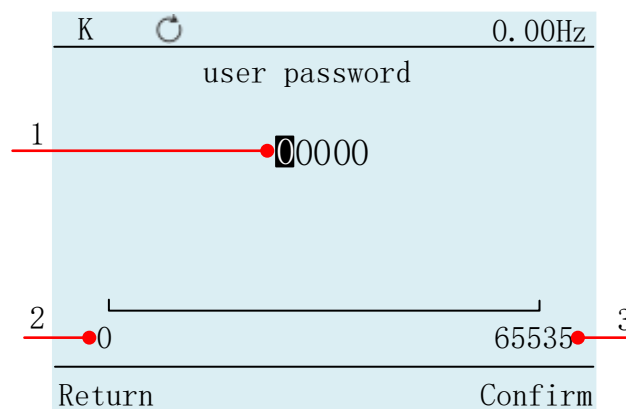 K 0.00Hz
user password
1
00000
2
3
0 65535
Return Confirm